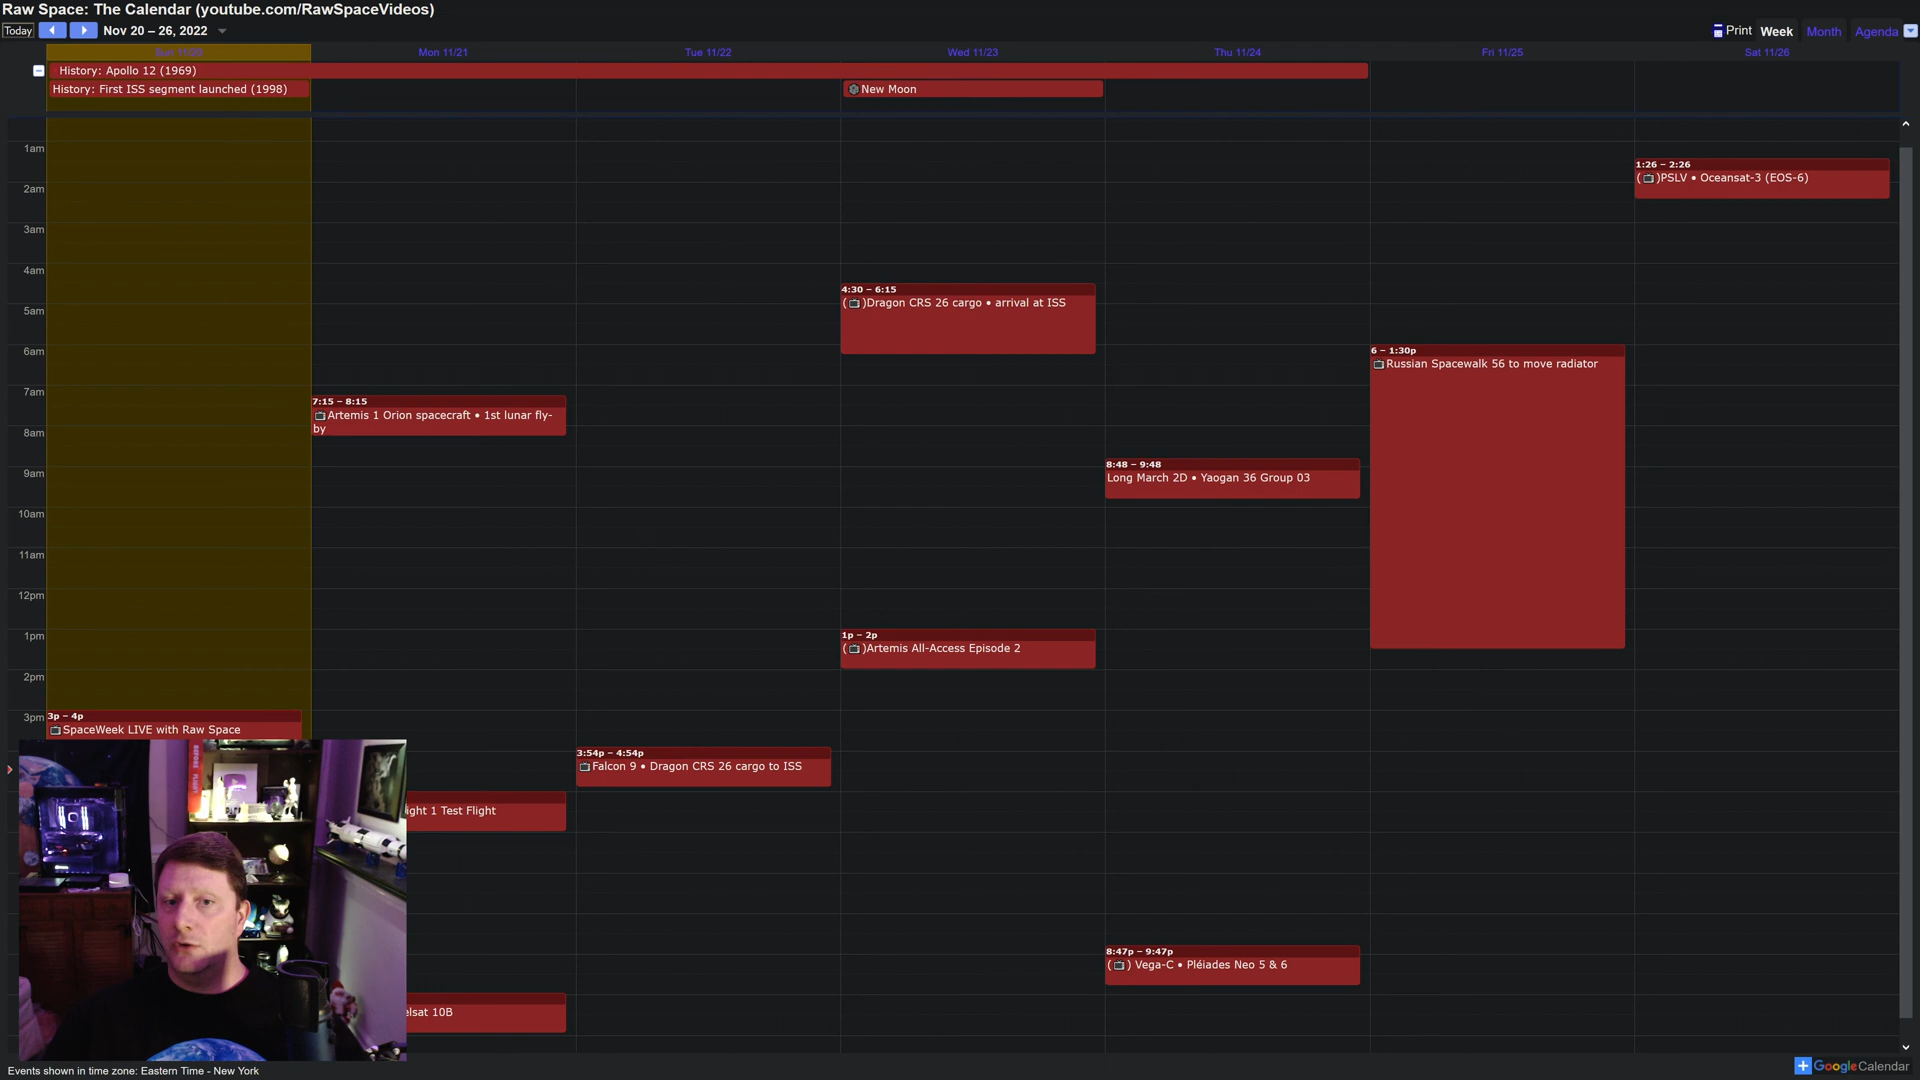 Raw Space: The Calendar (youtube.com/RawSpaceVideos)
Today
Nov 20 – 26, 2022
Print
Week
Month
Agenda
Sun 11/20
Mon 11/21
Tue 11/22
Wed 11/23
Thu 11/24
Fri 11/25
Sat 11/26
History: Apollo 12 (1969)
History: First ISS segment launched (1998)
New Moon
1am
2am
3am
4am
5am
6am
7am
8am
9am
10am
11am
12pm
1pm
2pm
3pm
3p – 4p
SpaceWeek LIVE with Raw Space
7:15 – 8:15
Artemis 1 Orion spacecraft • 1st lunar fly-
by
ight 1 Test Flight
elsat 10B
3:54p – 4:54p
Falcon 9 • Dragon CRS 26 cargo to ISS
4:30 – 6:15
( )Dragon CRS 26 cargo • arrival at ISS
1p – 2p
( )Artemis All-Access Episode 2
8:48 – 9:48
Long March 2D • Yaogan 36 Group 03
8:47p – 9:47p
( ) Vega-C • Pléiades Neo 5 & 6
6 – 1:30p
Russian Spacewalk 56 to move radiator
1:26 – 2:26
( )PSLV • Oceansat-3 (EOS-6)
Events shown in time zone: Eastern Time - New York
GoogleCalendar